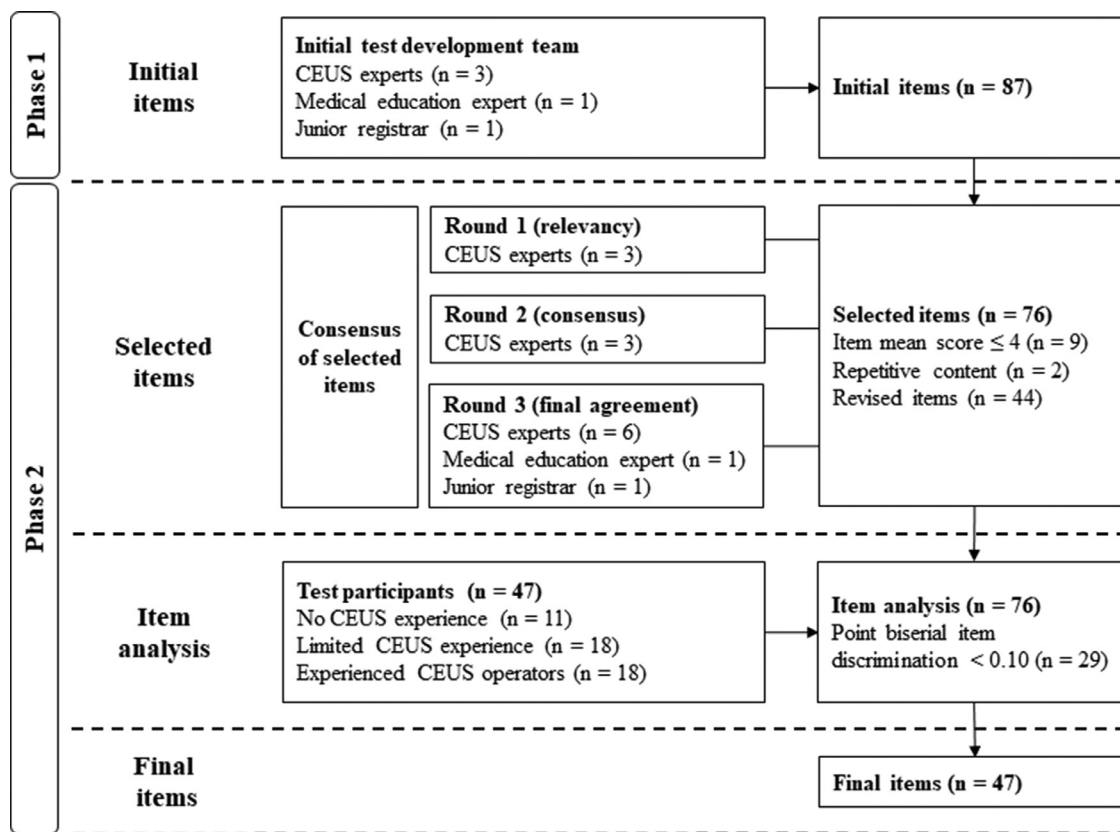 Phase 1
Initial
items
Initial test development team
CEUS experts (n = 3)
Medical education expert (n = 1)
Junior registrar (n = 1)
Initial items (n = 87)
Phase 2
Selected
items
Consensus
of selected
items
Round 1 (relevancy)
CEUS experts (n = 3)
Round 2 (consensus)
CEUS experts (n = 3)
Round 3 (final agreement)
CEUS experts (n = 6)
Medical education expert (n = 1)
Junior registrar (n = 1)
Selected items (n = 76)
Item mean score ≤ 4 (n = 9)
Repetitive content (n = 2)
Revised items (n = 44)
Item
analysis
Test participants (n = 47)
No CEUS experience (n = 11)
Limited CEUS experience (n = 18)
Experienced CEUS operators (n = 18)
Item analysis (n = 76)
Point biserial item
discrimination < 0.10 (n = 29)
Final
items
Final items (n = 47)